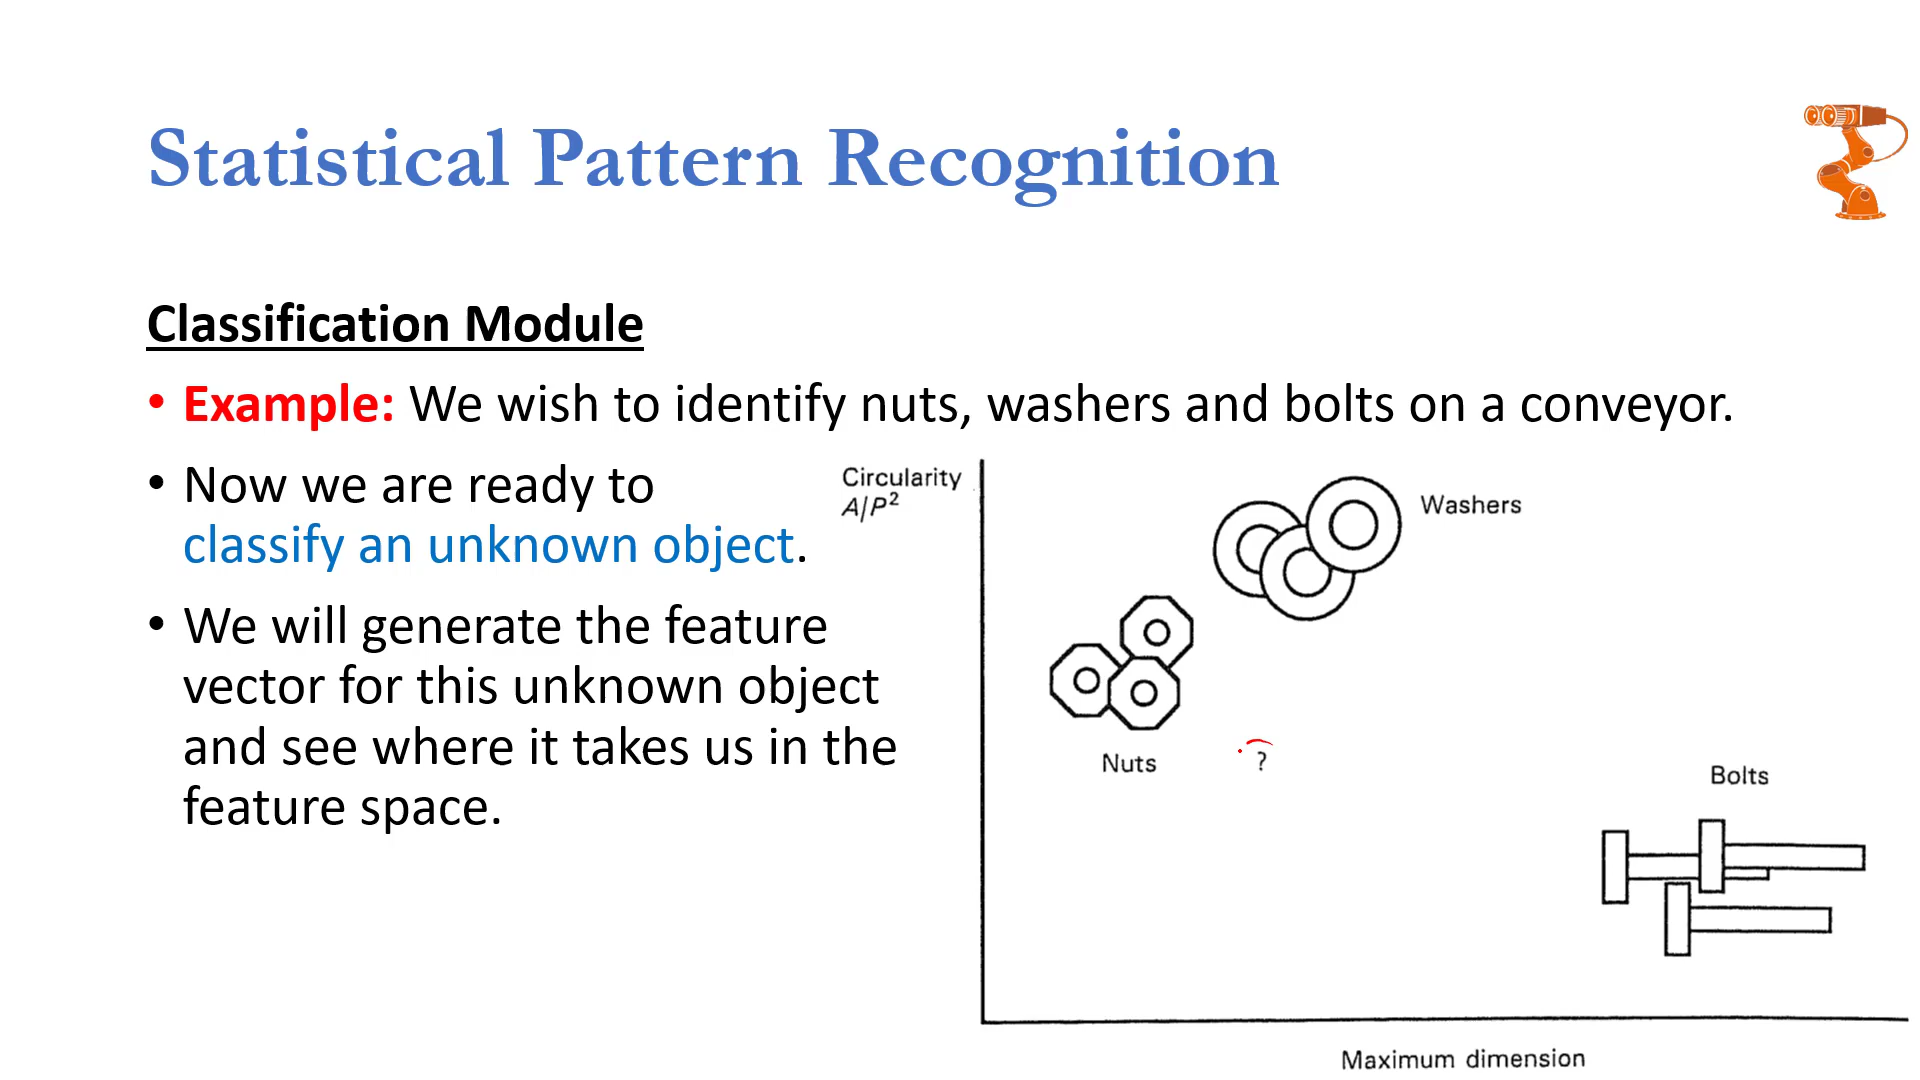 Statistical Pattern Recognition
Classification Module
• Example: We wish to identify nuts, washers and bolts on a conveyor.
• Now we are ready to
classify an unknown object.
• We will generate the feature
vector for this unknown object
and see where it takes us in the
feature space.
Circularity
A/P²
Washers
Nuts
?
Bolts
Maximum dimension